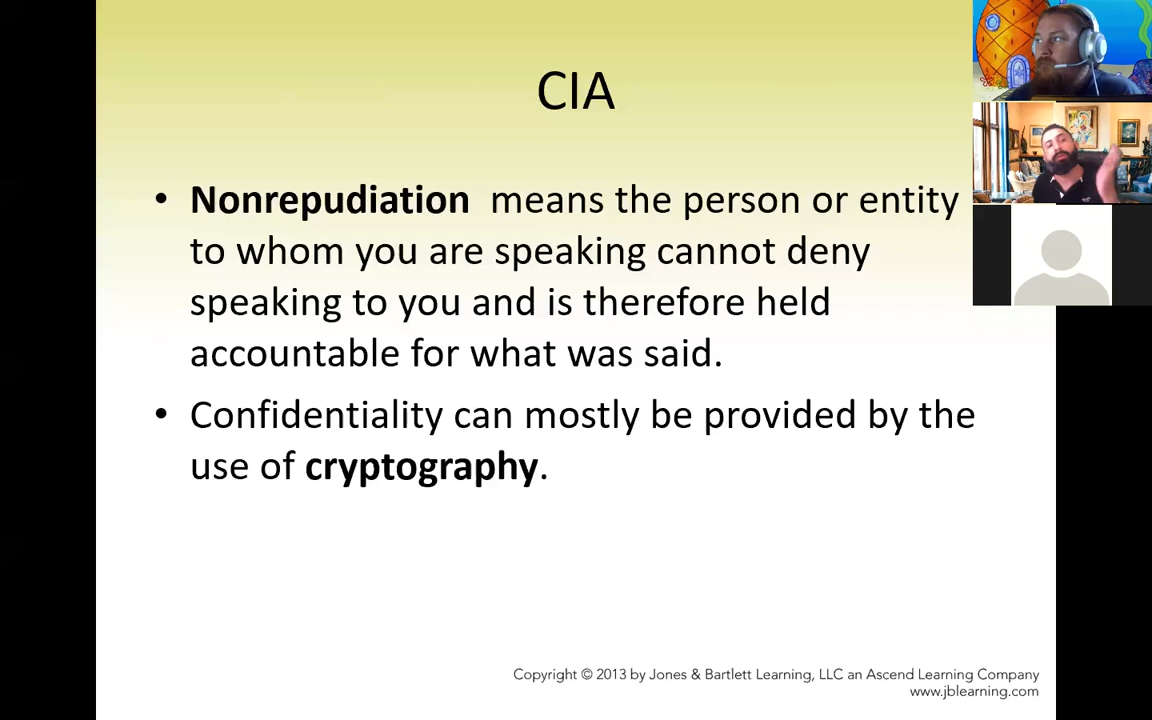 CIA
• Nonrepudiation means the person or entity
to whom you are speaking cannot deny
speaking to you and is therefore held
accountable for what was said.
• Confidentiality can mostly be provided by the
use of cryptography.
Copyright © 2013 by Jones & Bartlett Learning, LLC an Ascend Learning Company
www.jblearning.com